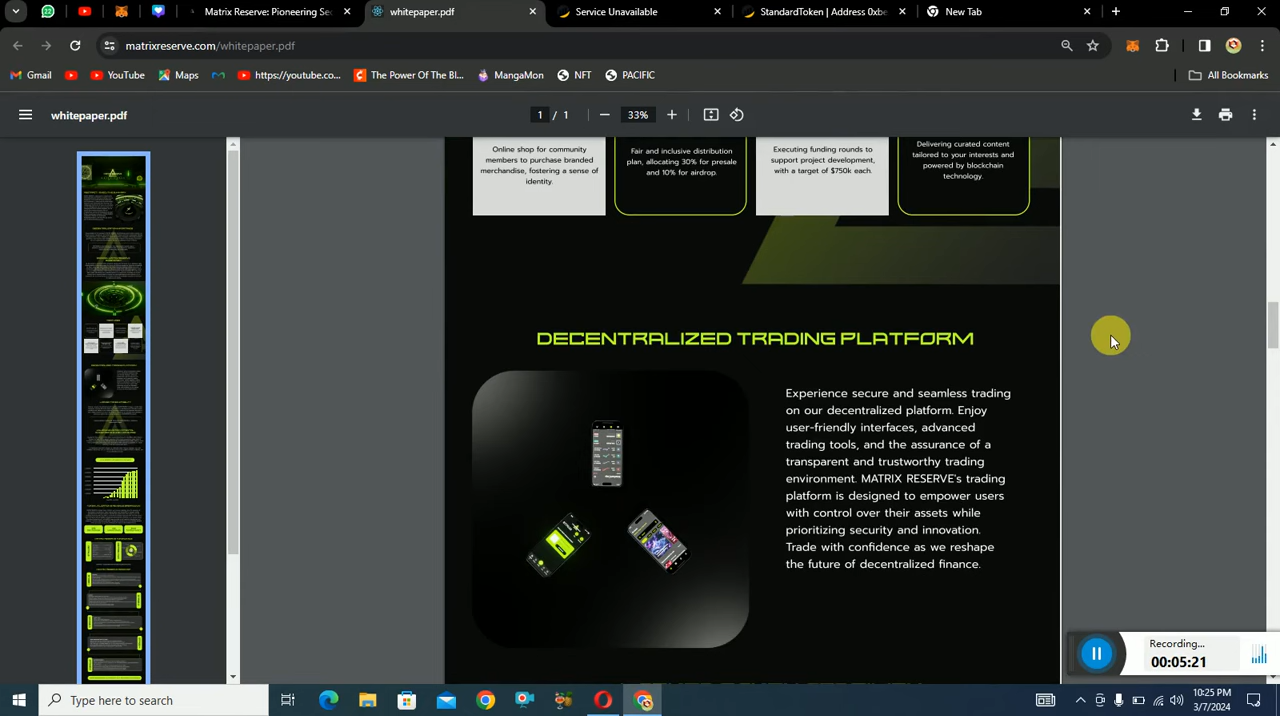 Matrix Reserve: Pioneering Sec
whitepaper.pdf
Service Unavailable
StandardToken | Address 0xbe
New Tab
matrixreserve.com/whitepaper.pdf
Gmail
YouTube
Maps
https://youtube.co...
The Power Of The Bl...
Mangainn
NFT
PACIFIC
All Bookmarks
whitepaper.pdf
1 / 1
33%
Online shop for community
members to purchase branded
merchandise, fostering a sense of
identity.
Fair and inclusive distribution
plan, allocating 30% for presale
and 10% for airdrop.
Executing funding rounds to
support project development,
with a target of $750k each.
Delivering curated content
tailored to your interests and
powered by blockchain
technology.
DECENTRALIZED TRADING PLATFORM
Experience secure and seamless trading
on our decentralized platform. Enjoy
user-friendly interfaces, advanced
trading tools, and the assurance of a
transparent and trustworthy trading
environment. MATRIX RESERVES trading
platform is designed to empower users
with control over their assets while
prioritizing security and innovation.
Trade with confidence as we reshape
of decentralized finance.
Recording...
00:05:21
Type here to search
10:25 PM
3/7/2024